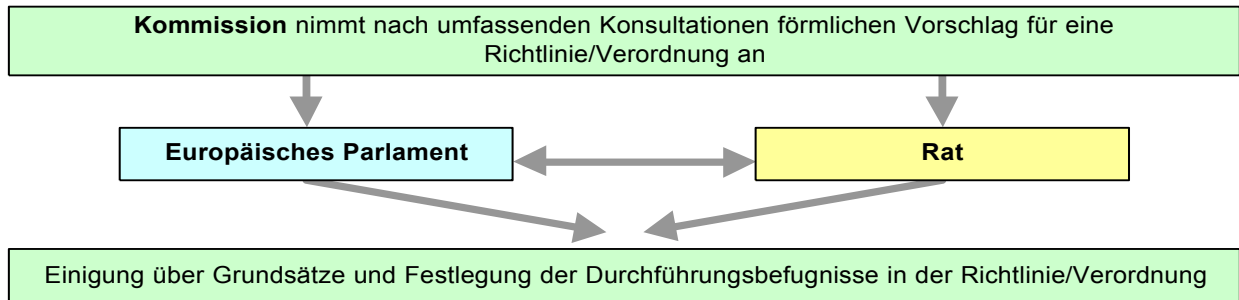 Kommission nimmt nach umfassenden Konsultationen förmlichen Vorschlag für eine
Richtlinie/Verordnung an
Europäisches Parlament
Rat
Einigung über Grundsätze und Festlegung der Durchführungsbefugnisse in der Richtlinie/Verordnung